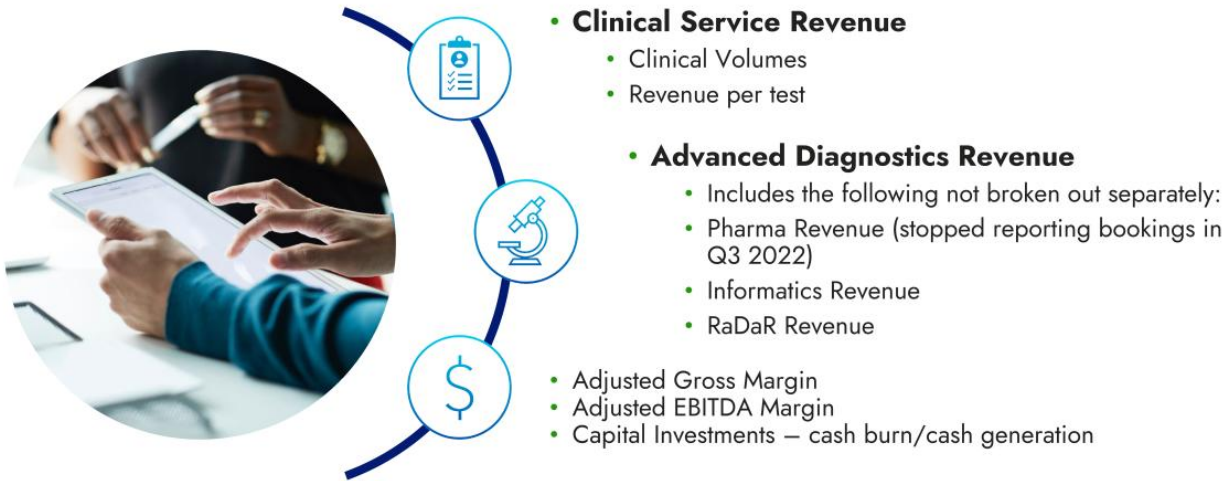 • Clinical Service Revenue
• Clinical Volumes
• Revenue per test
• Advanced Diagnostics Revenue
• Includes the following not broken out separately:
• Pharma Revenue (stopped reporting bookings in
Q3 2022)
• Informatics Revenue
• RaDaR Revenue
$
• Adjusted Gross Margin
• Adjusted EBITDA Margin
• Capital Investments – cash burn/cash generation